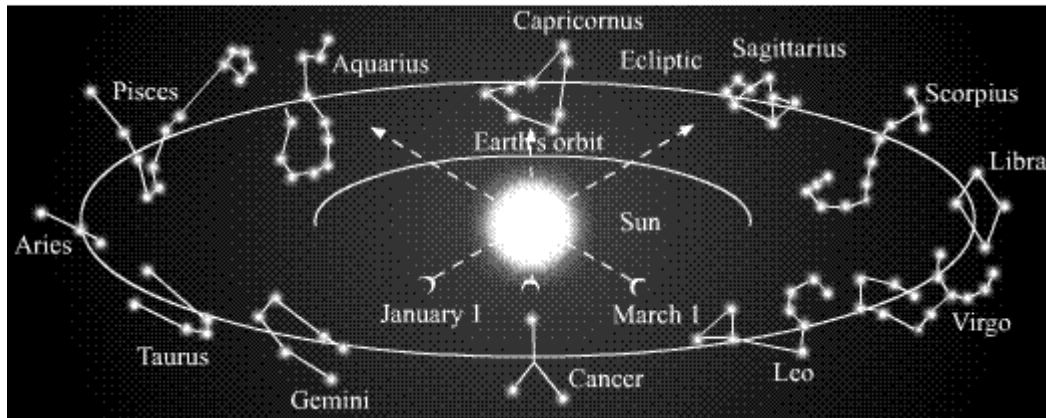 Capricornus
Aquarius
Ecliptic
Sagittarius
Pisces
Scorpius
Earth's orbit
Libra
Sun
Aries
January 1
March 1
Virgo
Taurus
Gemini
Cancer
Leo